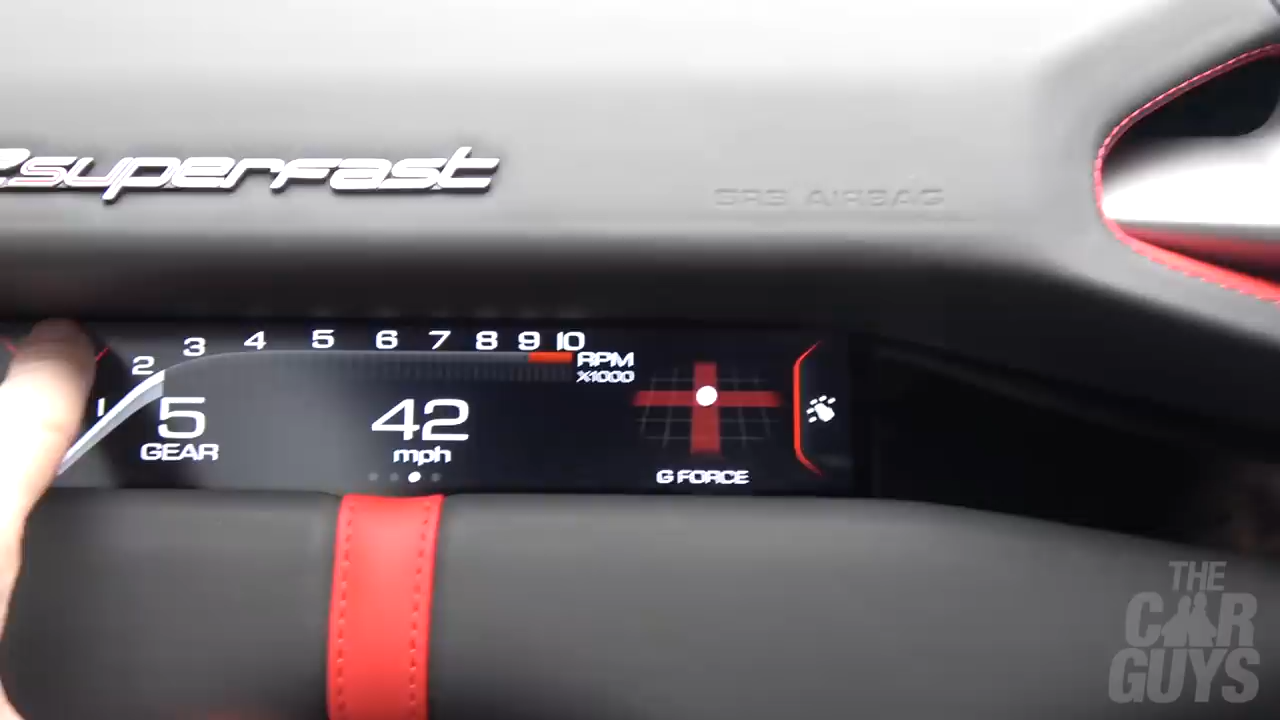 superfast
SRS AIRBAG
1 2 3 4 5 6 7 8 9 10
RPM
X1000
5
GEAR
42
mph
G FORCE
THE
CAR
GUYS